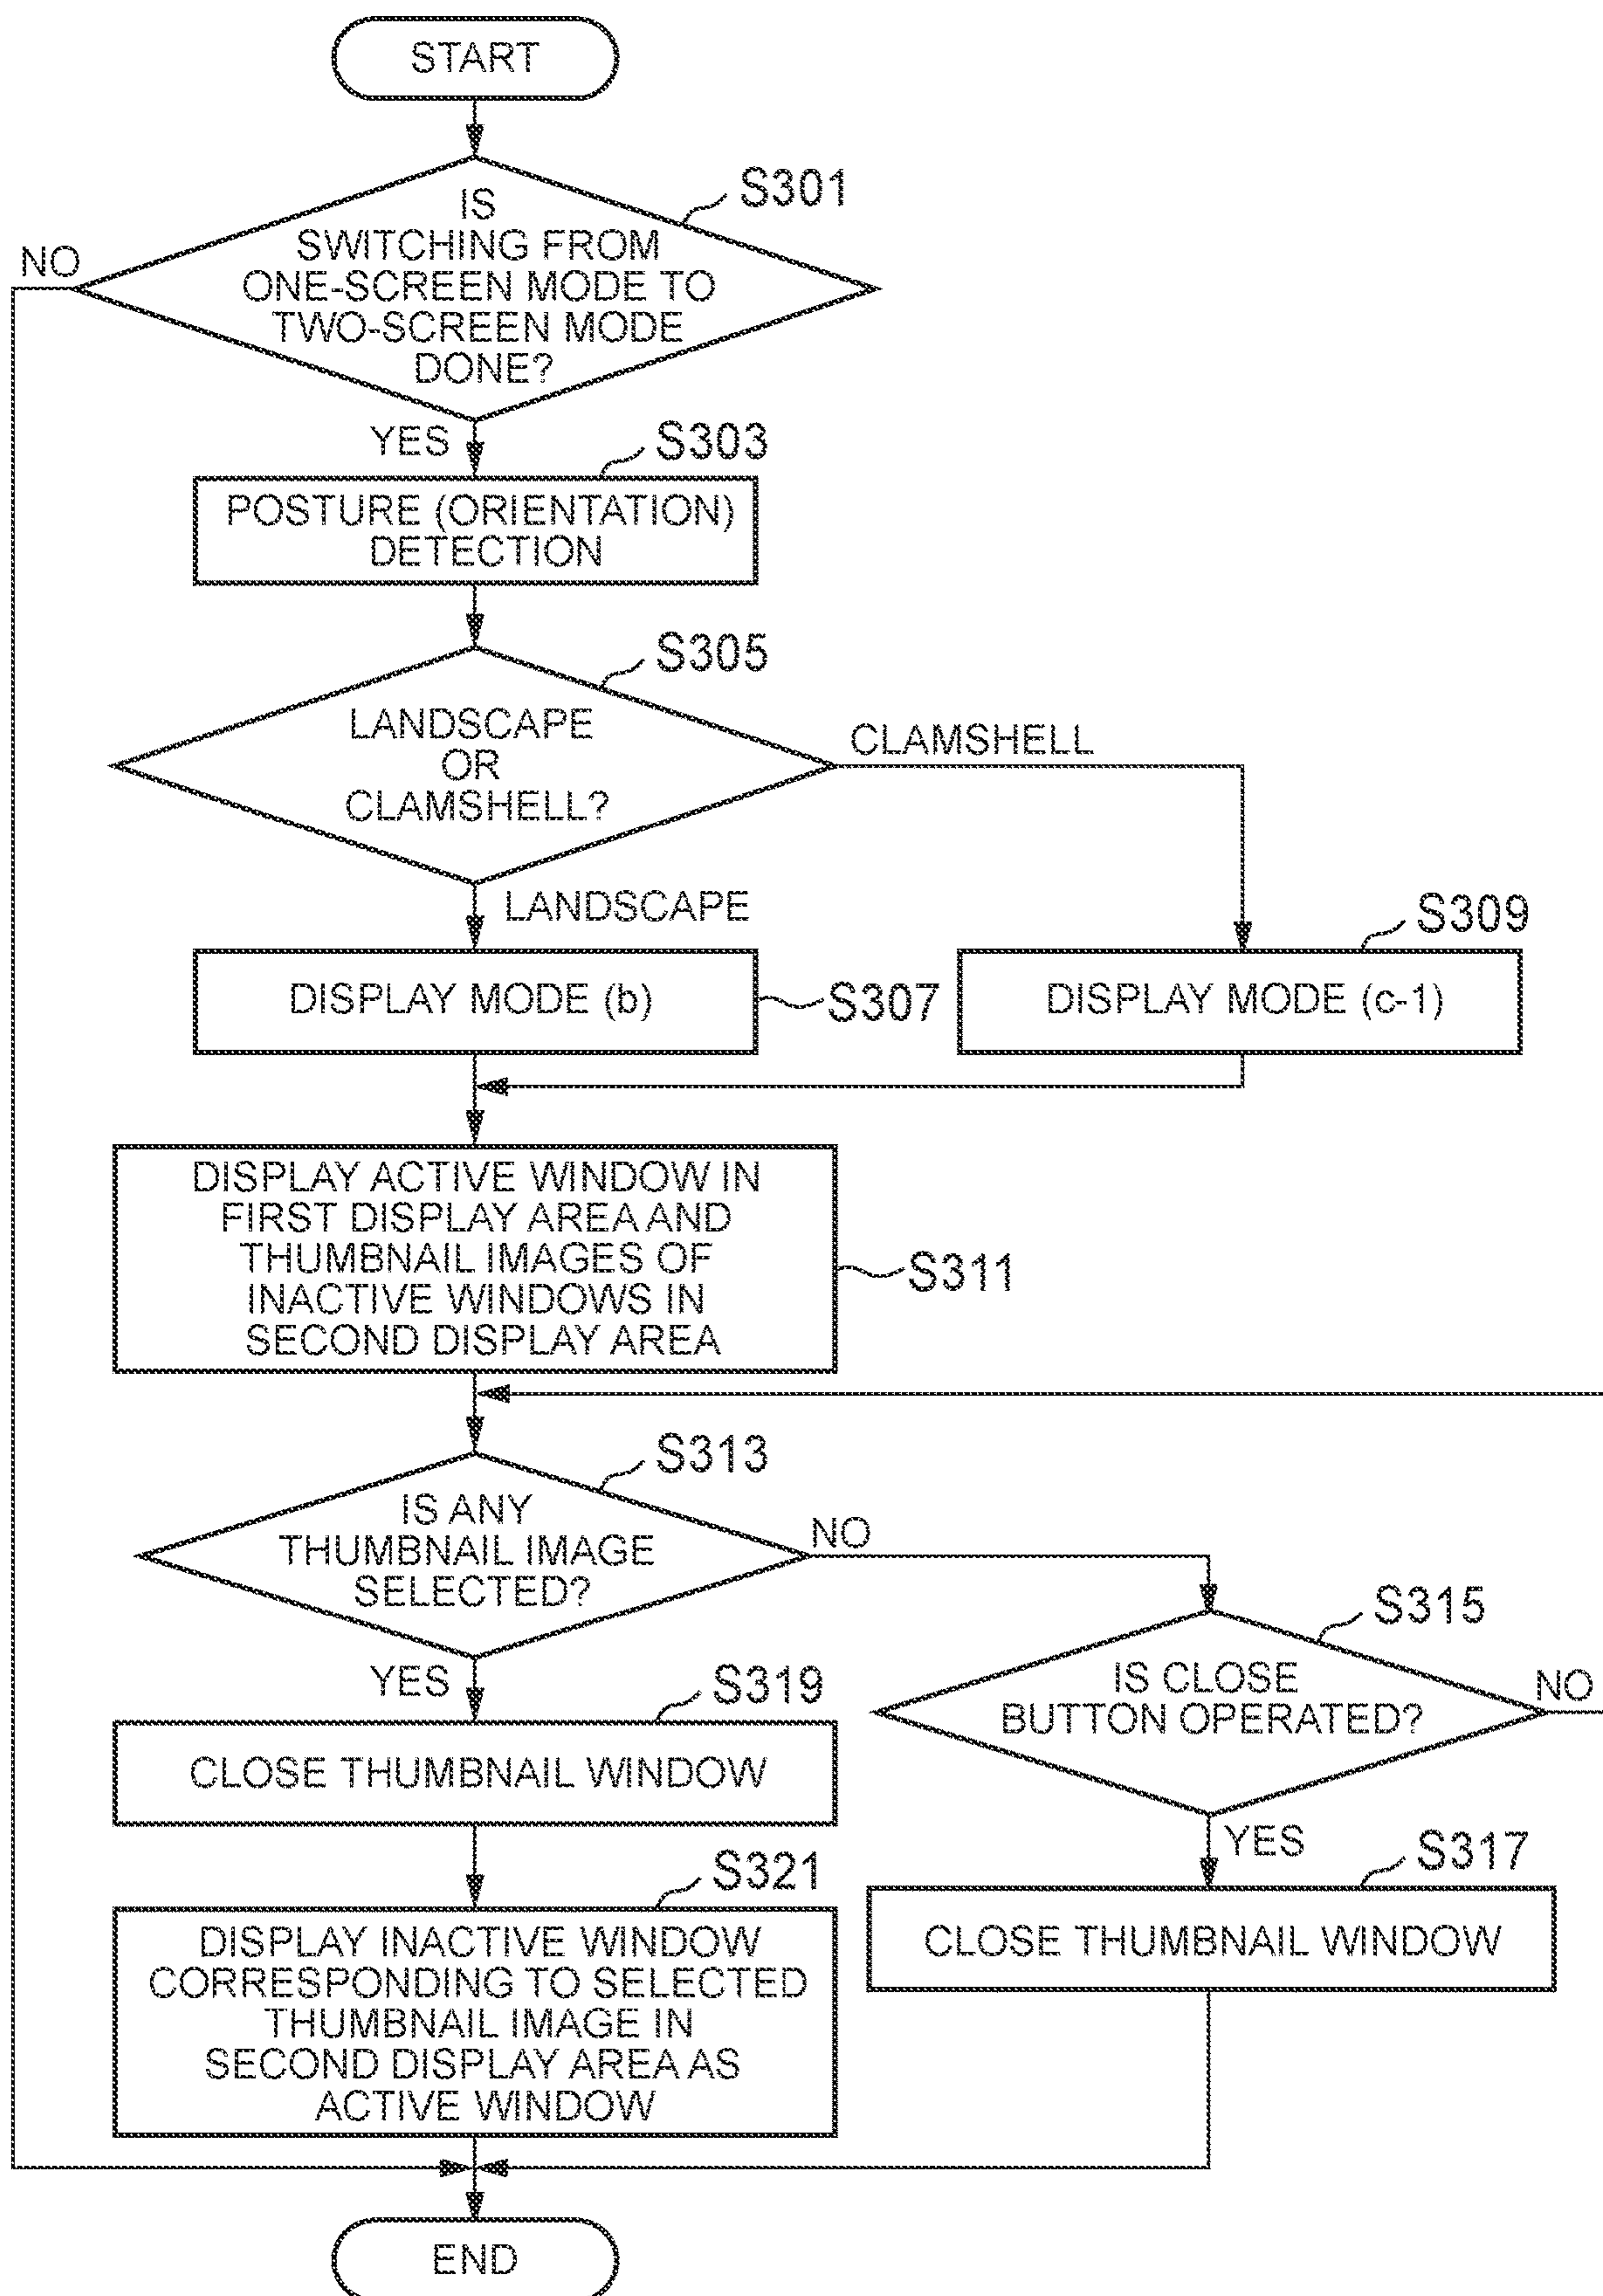 START
S301
IS
SWITCHING FROM
ONE-SCREEN MODE TO
TWO-SCREEN MODE
DONE?
NO
YES
S303
POSTURE (ORIENTATION)
DETECTION
S305
LANDSCAPE
OR
CLAMSHELL?
CLAMSHELL
LANDSCAPE
S309
DISPLAY MODE (b)
S307
DISPLAY MODE (c-1)
DISPLAY ACTIVE WINDOW IN
FIRST DISPLAY AREA AND
THUMBNAIL IMAGES OF
INACTIVE WINDOWS IN
SECOND DISPLAY AREA
S311
S313
IS ANY
THUMBNAIL IMAGE
SELECTED?
NO
S315
IS CLOSE
BUTTON OPERATED?
NO
YES
S319
CLOSE THUMBNAIL WINDOW
YES
S317
CLOSE THUMBNAIL WINDOW
S321
DISPLAY INACTIVE WINDOW
CORRESPONDING TO SELECTED
THUMBNAIL IMAGE IN
SECOND DISPLAY AREA AS
ACTIVE WINDOW
END